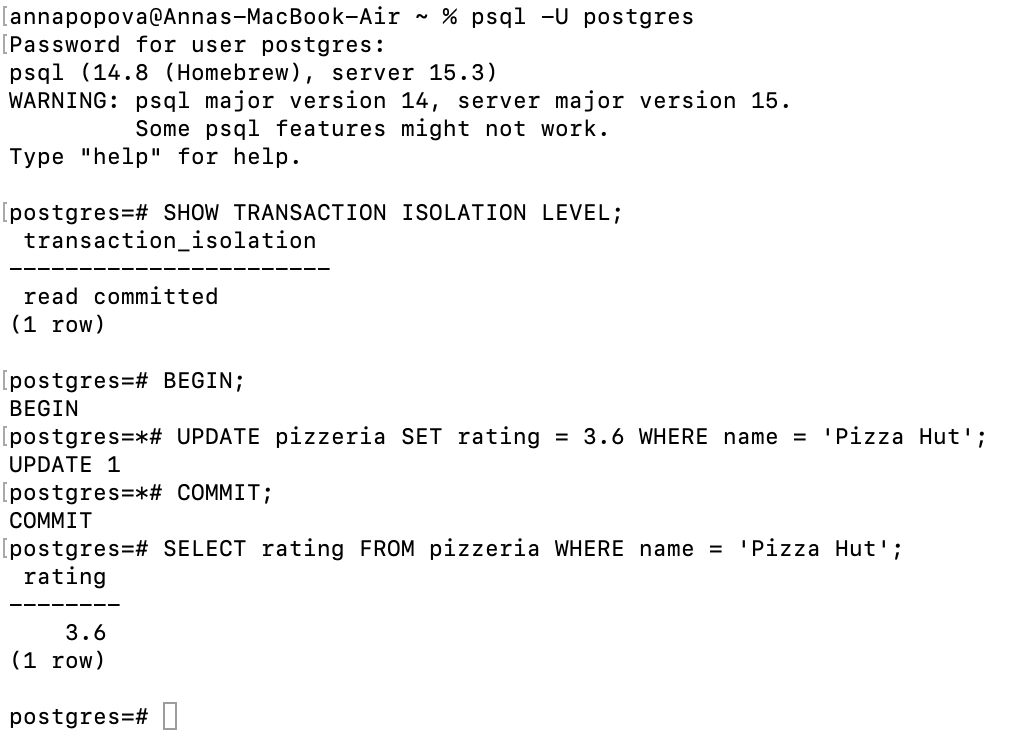 [annapopova@Annas-MacBook-Air ~ % psql -U postgres
[Password for user postgres:
psql (14.8 (Homebrew), server 15.3)
WARNING: psql major version 14, server major version 15.
         Some psql features might not work.
Type "help" for help.

[postgres=# SHOW TRANSACTION ISOLATION LEVEL;
 transaction_isolation
-----------------------
 read committed
(1 row)

[postgres=# BEGIN;
BEGIN
[postgres=*# UPDATE pizzeria SET rating = 3.6 WHERE name = 'Pizza Hut';
UPDATE 1
[postgres=*# COMMIT;
COMMIT
[postgres=# SELECT rating FROM pizzeria WHERE name = 'Pizza Hut';
 rating
--------
    3.6
(1 row)

postgres=#